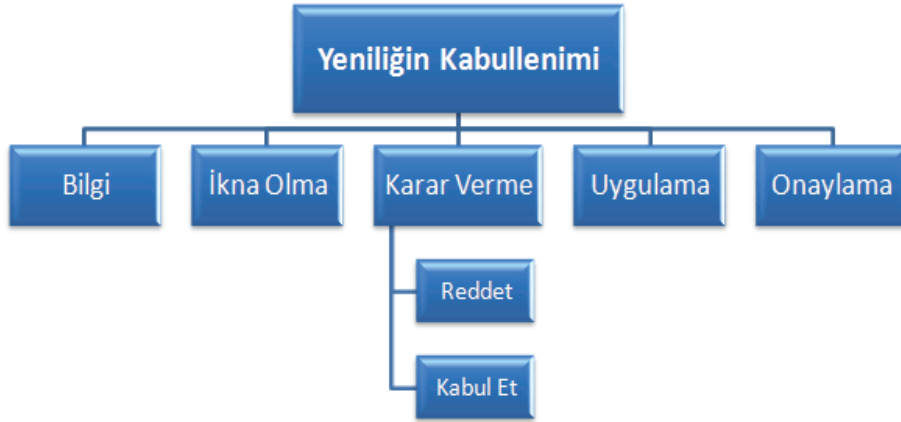 Yeniliğin Kabullenimi
Bilgi
İkna Olma
Karar Verme
Uygulama
Onaylama
Reddet
Kabul Et